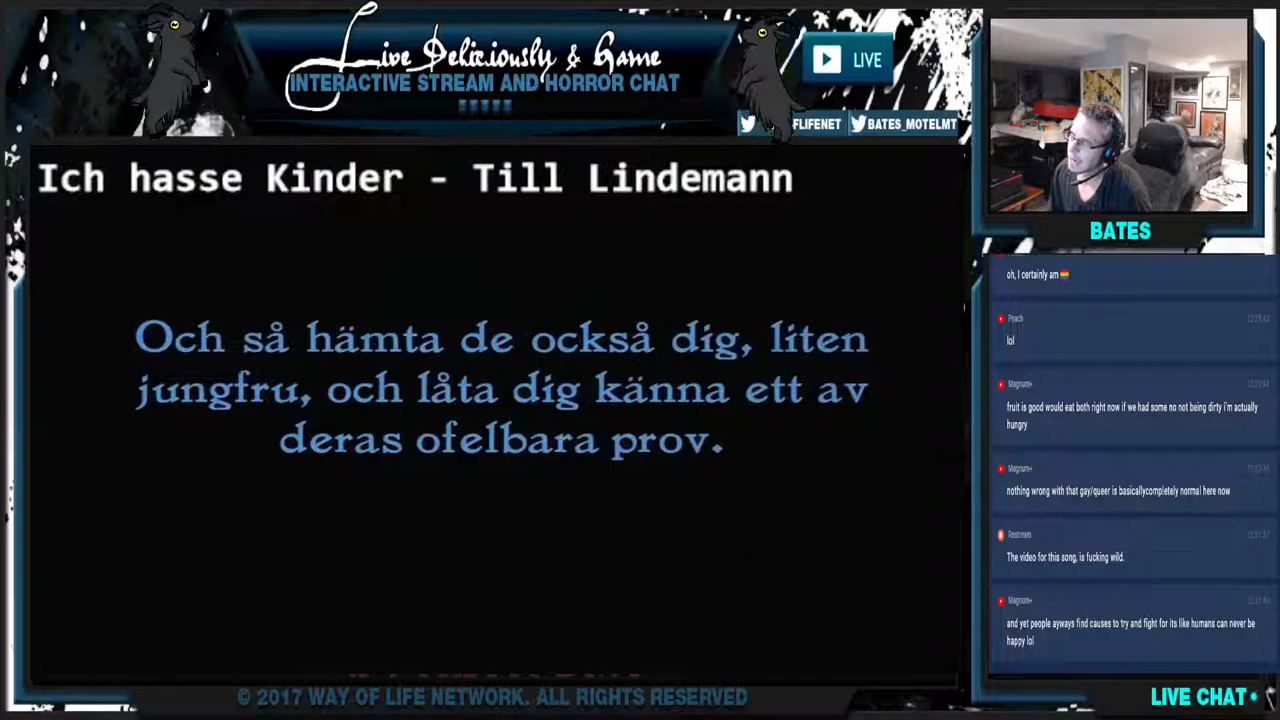 Live Deliciously & Game
INTERACTIVE STREAM AND HORROR CHAT
LIVE
FLIFENET
BATES_MOTELMT
Ich hasse Kinder - Till Lindemann
Och så hämta de också dig, liten
jungfru, och låta dig känna ett av
deras ofelbara prov.
© 2017 WAY OF LIFE NETWORK. ALL RIGHTS RESERVED
BATES
oh, I certainly am🏳️‍🌈
Peach
lol
Magnum+
fruit is good would eat both right now if we had some no not being dirty i'm actually
hungry
Magnum+
nothing wrong with that gay/queer is basicallycompletely normal here now
Restream
The video for this song, is fucking wild.
Magnum+
and yet people ayways find causes to try and fight for its like humans can never be
happy lol
LIVE CHAT